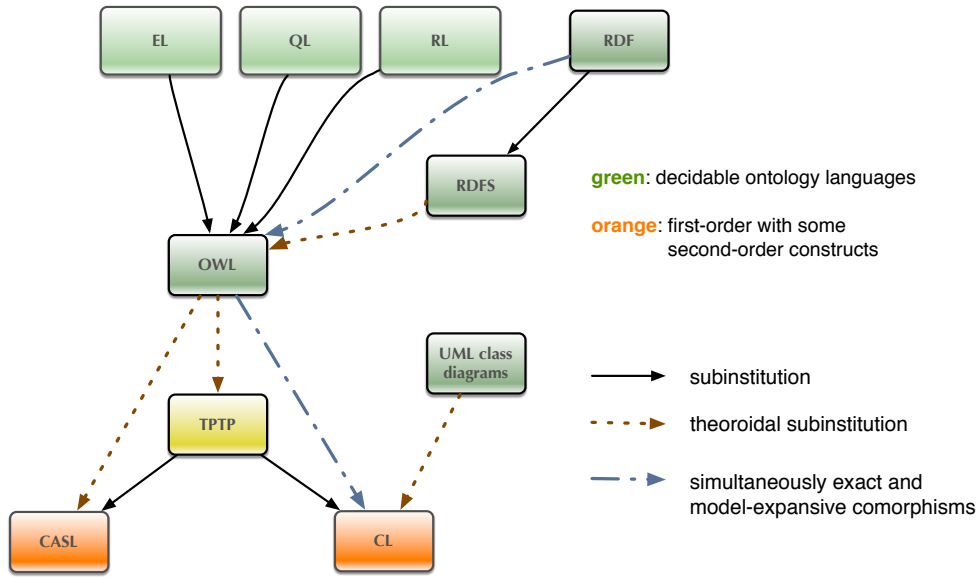 EL
QL
RL
RDF
RDFS
green: decidable ontology languages
orange: first-order with some
second-order constructs
OWL
UML class
diagrams
subinstitution
TPTP
theoroidal subinstitution
simultaneously exact and
model-expansive comorphisms
CASL
CL